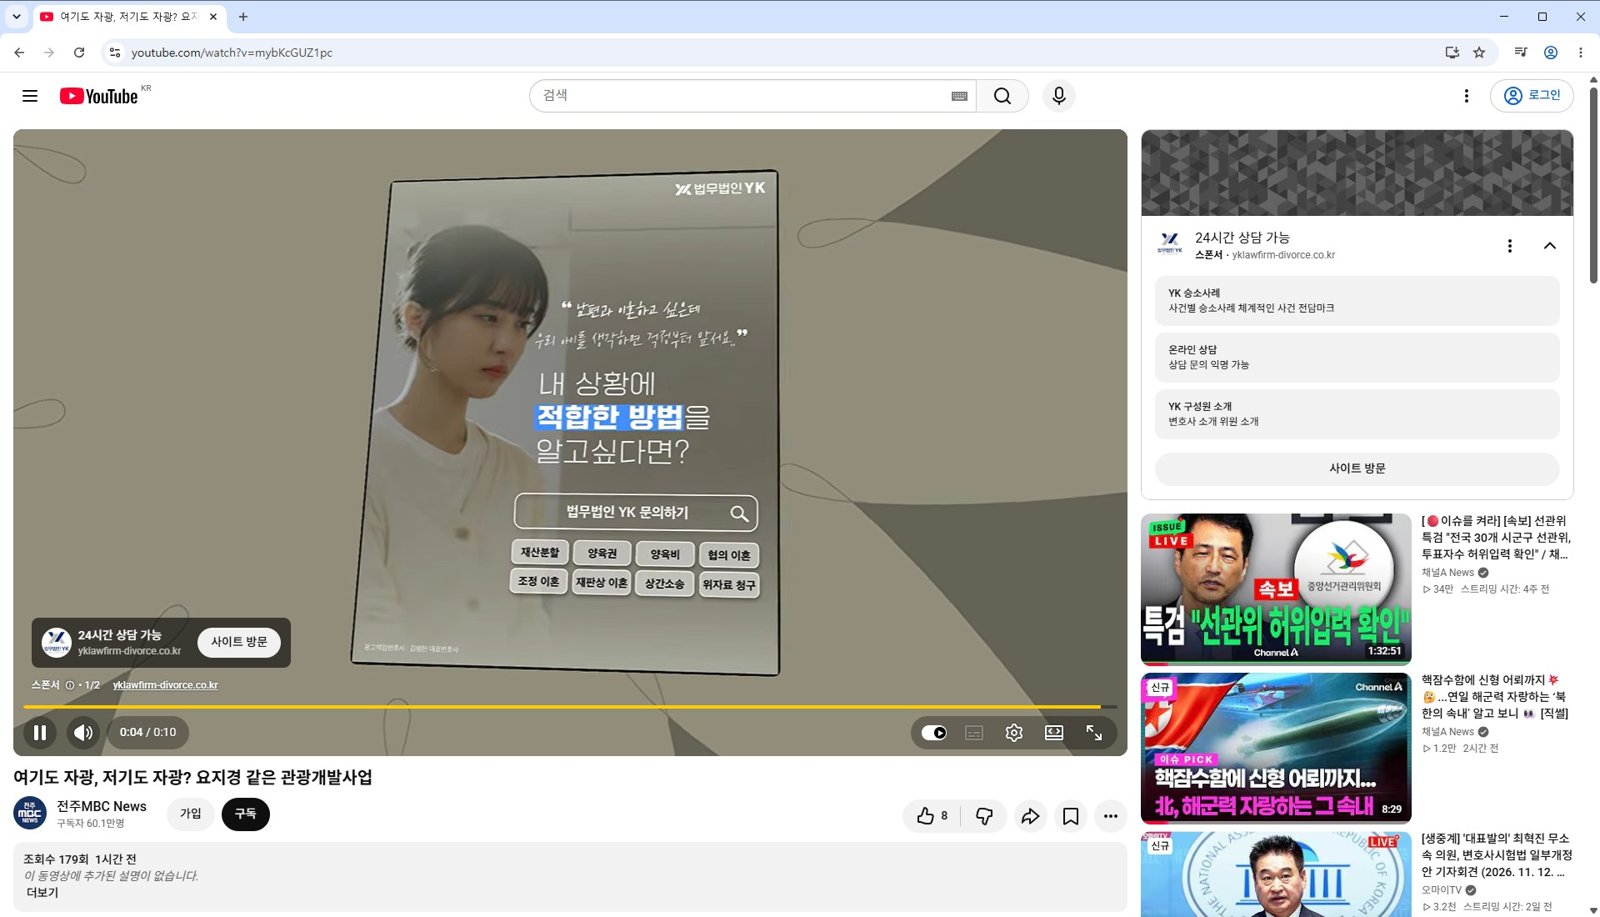 여기도 자광, 저기도 자광? 요지
youtube.com/watch?v=mybKcGUZ1pc
YouTube KR
검색
로그인
법무법인 YK
“남편과 이혼하고 싶은데
우리 아이를 생각하면 걱정부터 앞서요..”
내 상황에
적합한 방법을
알고싶다면?
법무법인 YK 문의하기
재산분할 양육권 양육비 협의 이혼
조정 이혼 재판상 이혼 상간소송 위자료 청구
24시간 상담 가능
yklawfirm-divorce.co.kr
사이트 방문
스폰서 · 1/2 yklawfirm-divorce.co.kr
0:04 / 0:10
여기도 자광, 저기도 자광? 요지경 같은 관광개발사업
전주 MBC NEWS
전주MBC News
구독자 60.1만명
가입
구독
8
조회수 179회 1시간 전
이 동영상에 추가된 설명이 없습니다.
더보기
법무법인 YK
24시간 상담 가능
스폰서 · yklawfirm-divorce.co.kr
YK 승소사례
사건별 승소사례 체계적인 사건 전담마크
온라인 상담
상담 문의 익명 가능
YK 구성원 소개
변호사 소개 위원 소개
사이트 방문
ISSUE
LIVE
중앙선거관리위원회
속보
특검 "선관위 허위입력 확인"
Channel A
1:32:51
[🔴이슈를 켜라] [속보] 선관위
특검 "전국 30개 시군구 선관위,
투표자수 허위입력 확인" / 채...
채널A News
34만 스트리밍 시간: 4주 전
신규
Channel A
이슈 PICK
핵잠수함에 신형 어뢰까지...
北, 해군력 자랑하는 그 속내
8:29
핵잠수함에 신형 어뢰까지💥
🤔...연일 해군력 자랑하는 ‘북
한의 속내’ 알고 보니 👀 [직썰]
채널A News
1.2만 2시간 전
신규
LIVE
[생중계] '대표발의' 최혁진 무소
속 의원, 변호사시험법 일부개정
안 기자회견 (2026. 11. 12. ...
오마이TV
3.2천 스트리밍 시간: 2일 전